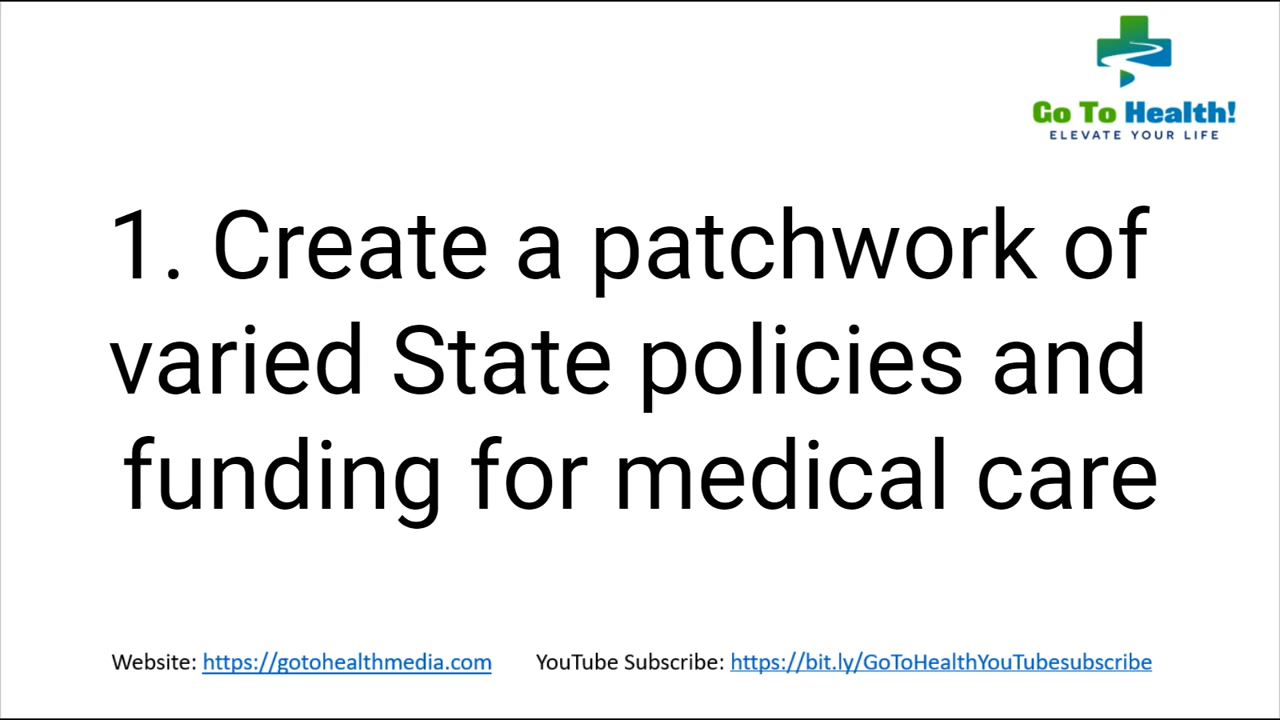 Go To Health!
ELEVATE YOUR LIFE
1. Create a patchwork of
varied State policies and
funding for medical care
Website: https://gotohealthmedia.com YouTube Subscribe: https://bit.ly/GoToHealthYouTubesubscribe